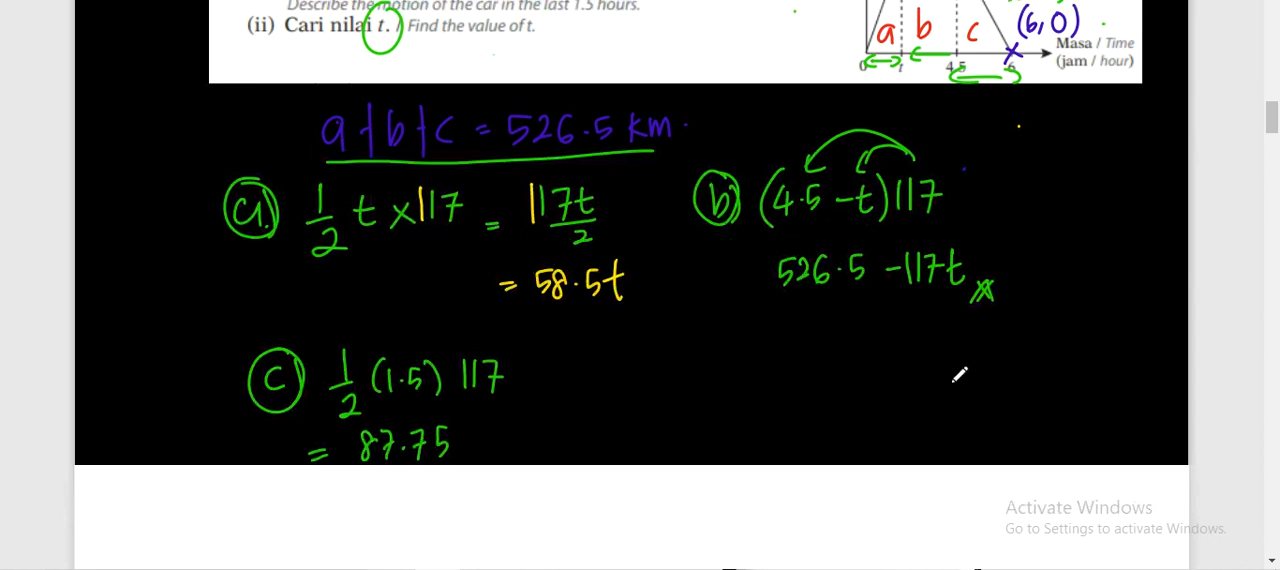 Describe the motion of the car in the last 1.5 hours.
(ii) Cari nilai t. / Find the value of t.
a b c
(6,0)
Masa / Time
(jam / hour)
0 t 4.5 6
a + b + c = 526.5 km.
a) 1/2 t × 117 = 117t/2
= 58.5t
b) (4.5 - t)117
526.5 - 117t
c) 1/2 (1.5) 117
= 87.75
Activate Windows
Go to Settings to activate Windows.